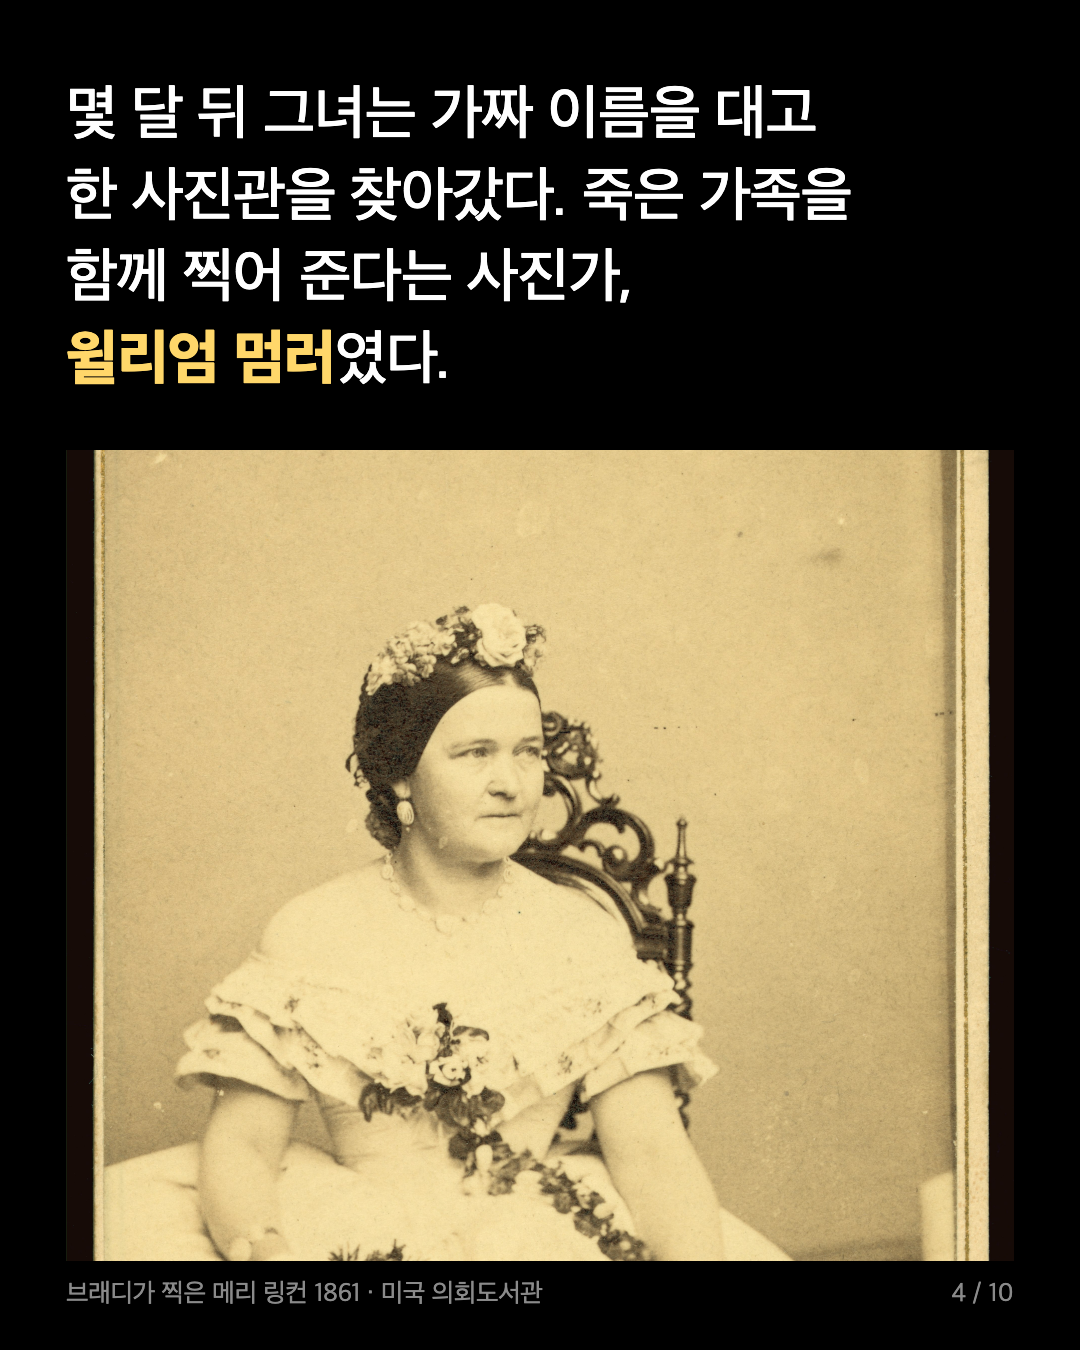 몇 달 뒤 그녀는 가짜 이름을 대고
한 사진관을 찾아갔다. 죽은 가족을
함께 찍어 준다는 사진가,
윌리엄 멈러였다.
브래디가 찍은 메리 링컨 1861 · 미국 의회도서관
4 / 10